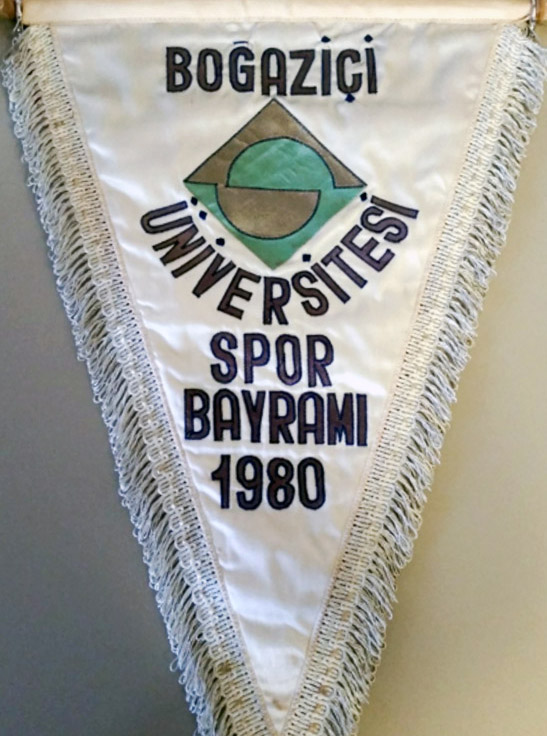 BOĞAZİÇİ
ÜNİVERSİTESİ
SPOR
BAYRAMI
1980